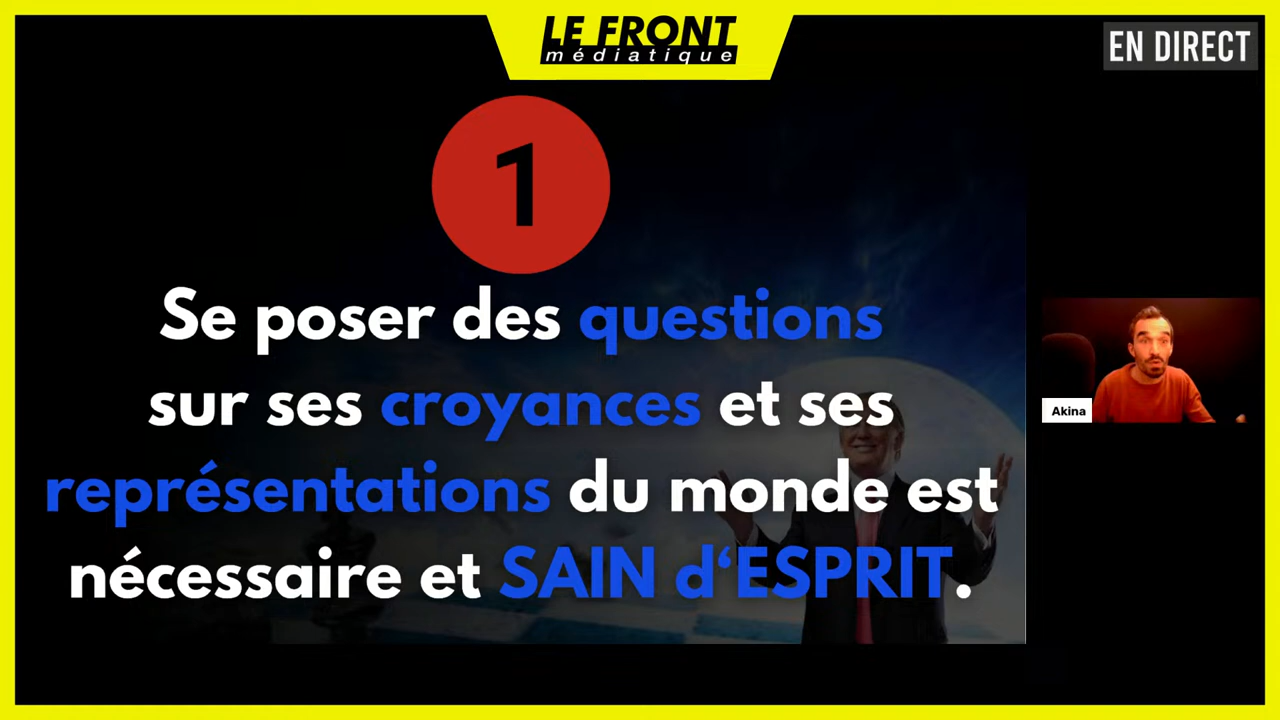 LE FRONT
médiatique
EN DIRECT
1
Se poser des questions
sur ses croyances et ses
représentations du monde est
nécessaire et SAIN d‘ESPRIT.
Akina